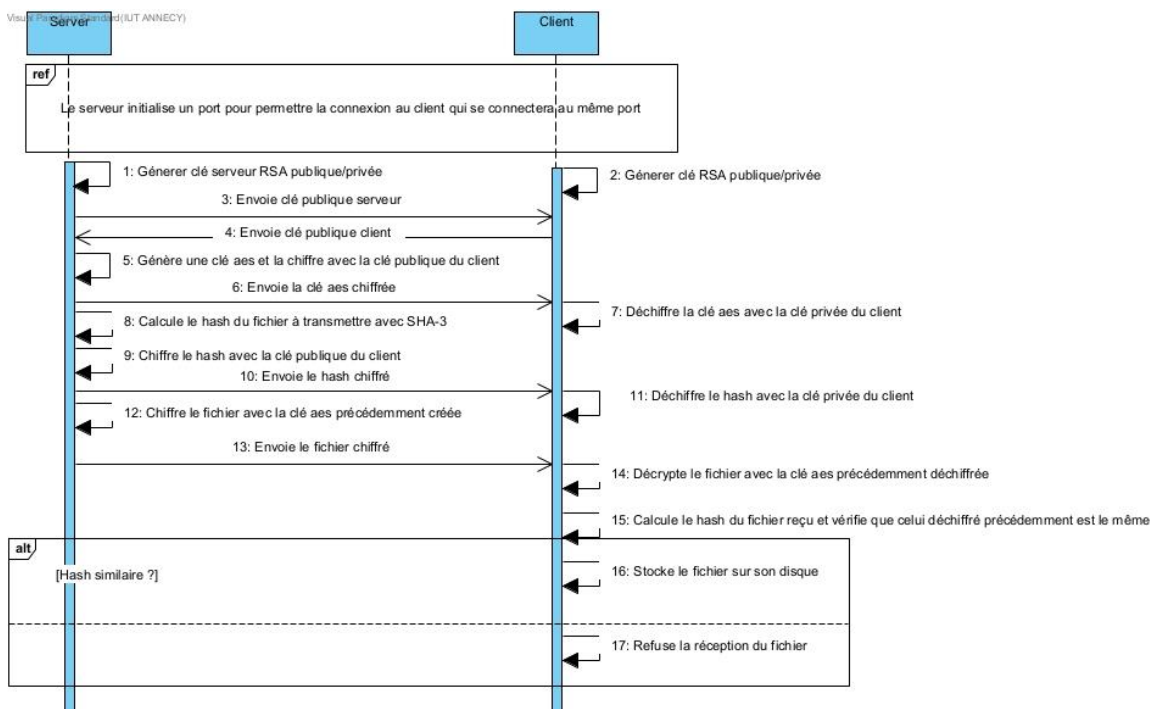 Visual Paradigm Standard(IUT ANNECY)
Server
Client
ref
Le serveur initialise un port pour permettre la connexion au client qui se connectera au même port
1: Génerer clé serveur RSA publique/privée
2: Génerer clé RSA publique/privée
3: Envoie clé publique serveur
4: Envoie clé publique client
5: Génère une clé aes et la chiffre avec la clé publique du client
6: Envoie la clé aes chiffrée
7: Déchiffre la clé aes avec la clé privée du client
8: Calcule le hash du fichier à transmettre avec SHA-3
9: Chiffre le hash avec la clé publique du client
10: Envoie le hash chiffré
11: Déchiffre le hash avec la clé privée du client
12: Chiffre le fichier avec la clé aes précédemment créée
13: Envoie le fichier chiffré
14: Décrypte le fichier avec la clé aes précédemment déchiffrée
15: Calcule le hash du fichier reçu et vérifie que celui déchiffré précédemment est le même
alt
[Hash similaire ?]
16: Stocke le fichier sur son disque
17: Refuse la réception du fichier